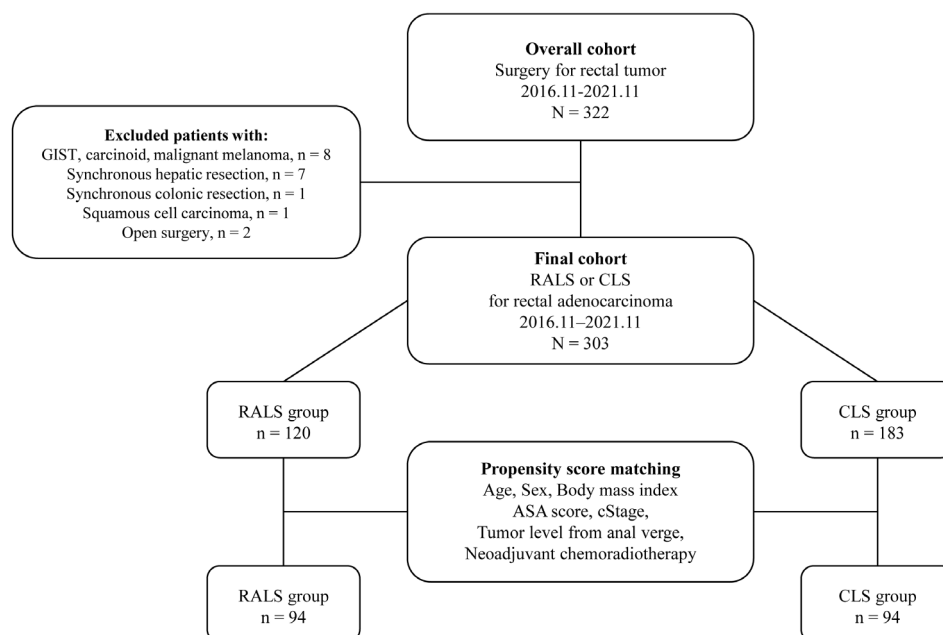 Overall cohort
Surgery for rectal tumor
2016.11-2021.11
N = 322
Excluded patients with:
GIST, carcinoid, malignant melanoma, n = 8
Synchronous hepatic resection, n = 7
Synchronous colonic resection, n = 1
Squamous cell carcinoma, n = 1
Open surgery, n = 2
Final cohort
RALS or CLS
for rectal adenocarcinoma
2016.11–2021.11
N = 303
RALS group
n = 120
CLS group
n = 183
Propensity score matching
Age, Sex, Body mass index
ASA score, cStage,
Tumor level from anal verge,
Neoadjuvant chemoradiotherapy
RALS group
n = 94
CLS group
n = 94